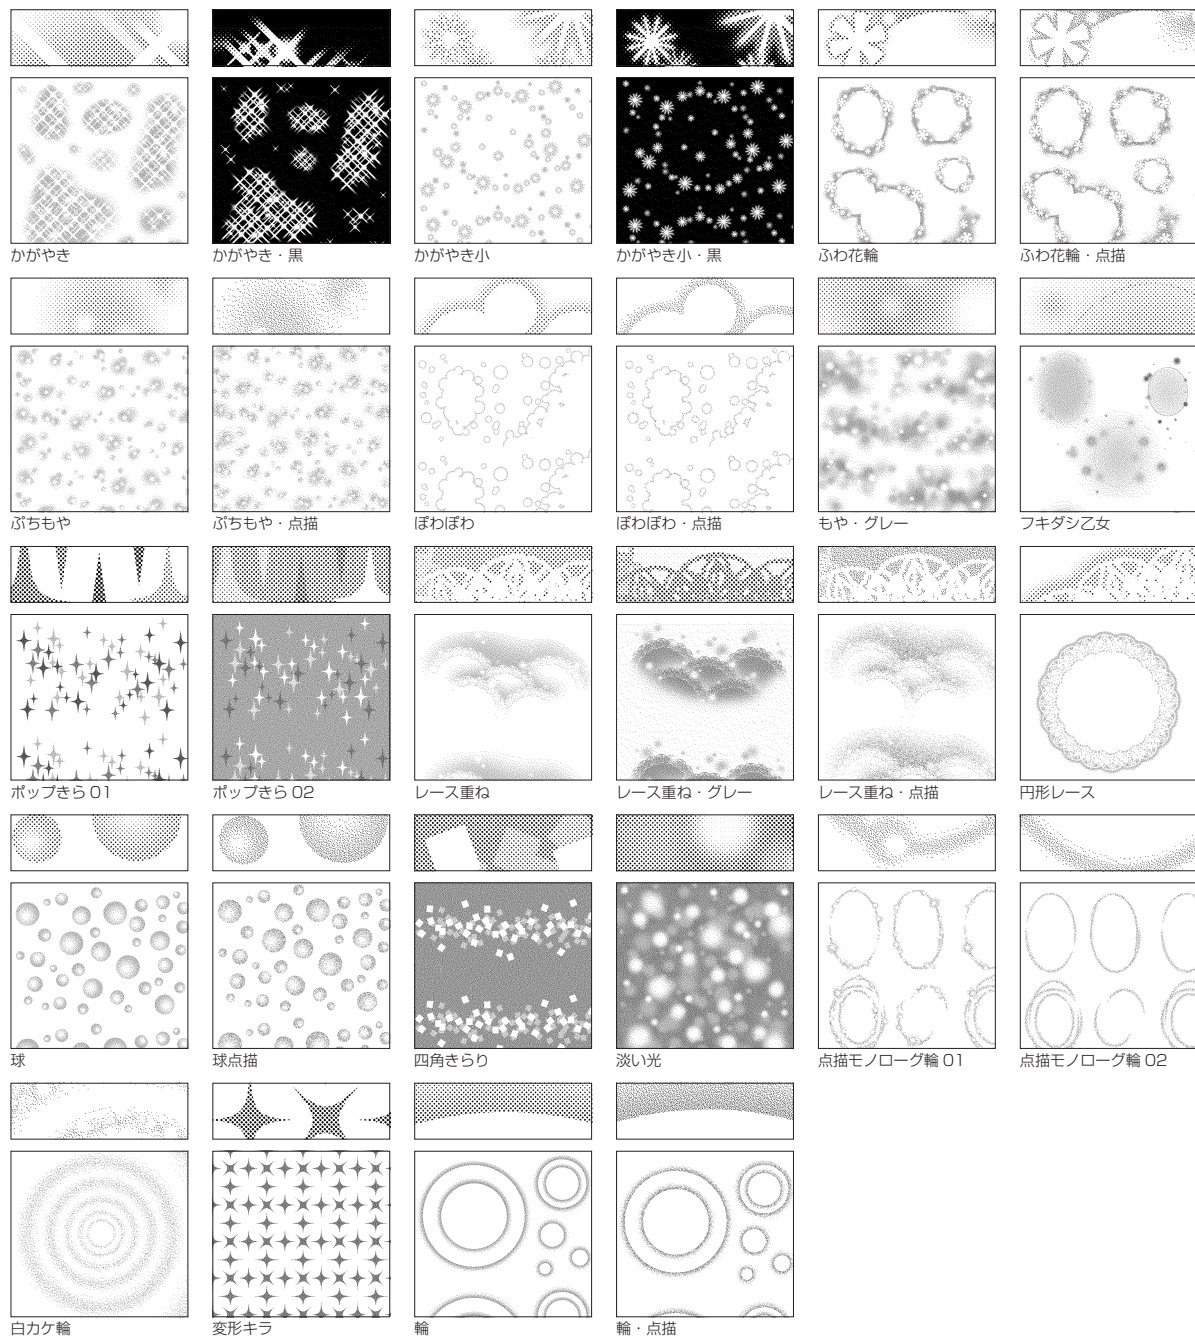 かがやき
かがやき・黒
かがやき小
かがやき小・黒
ふわ花輪
ふわ花輪・点描
ぷちもや
ぷちもや・点描
ぽわぽわ
ぽわぽわ・点描
もや・グレー
フキダシ乙女
ポップきら 01
ポップきら 02
レース重ね
レース重ね・グレー
レース重ね・点描
円形レース
球
球点描
四角きらり
淡い光
点描モノローグ輪 01
点描モノローグ輪 02
白カケ輪
変形キラ
輪
輪・点描